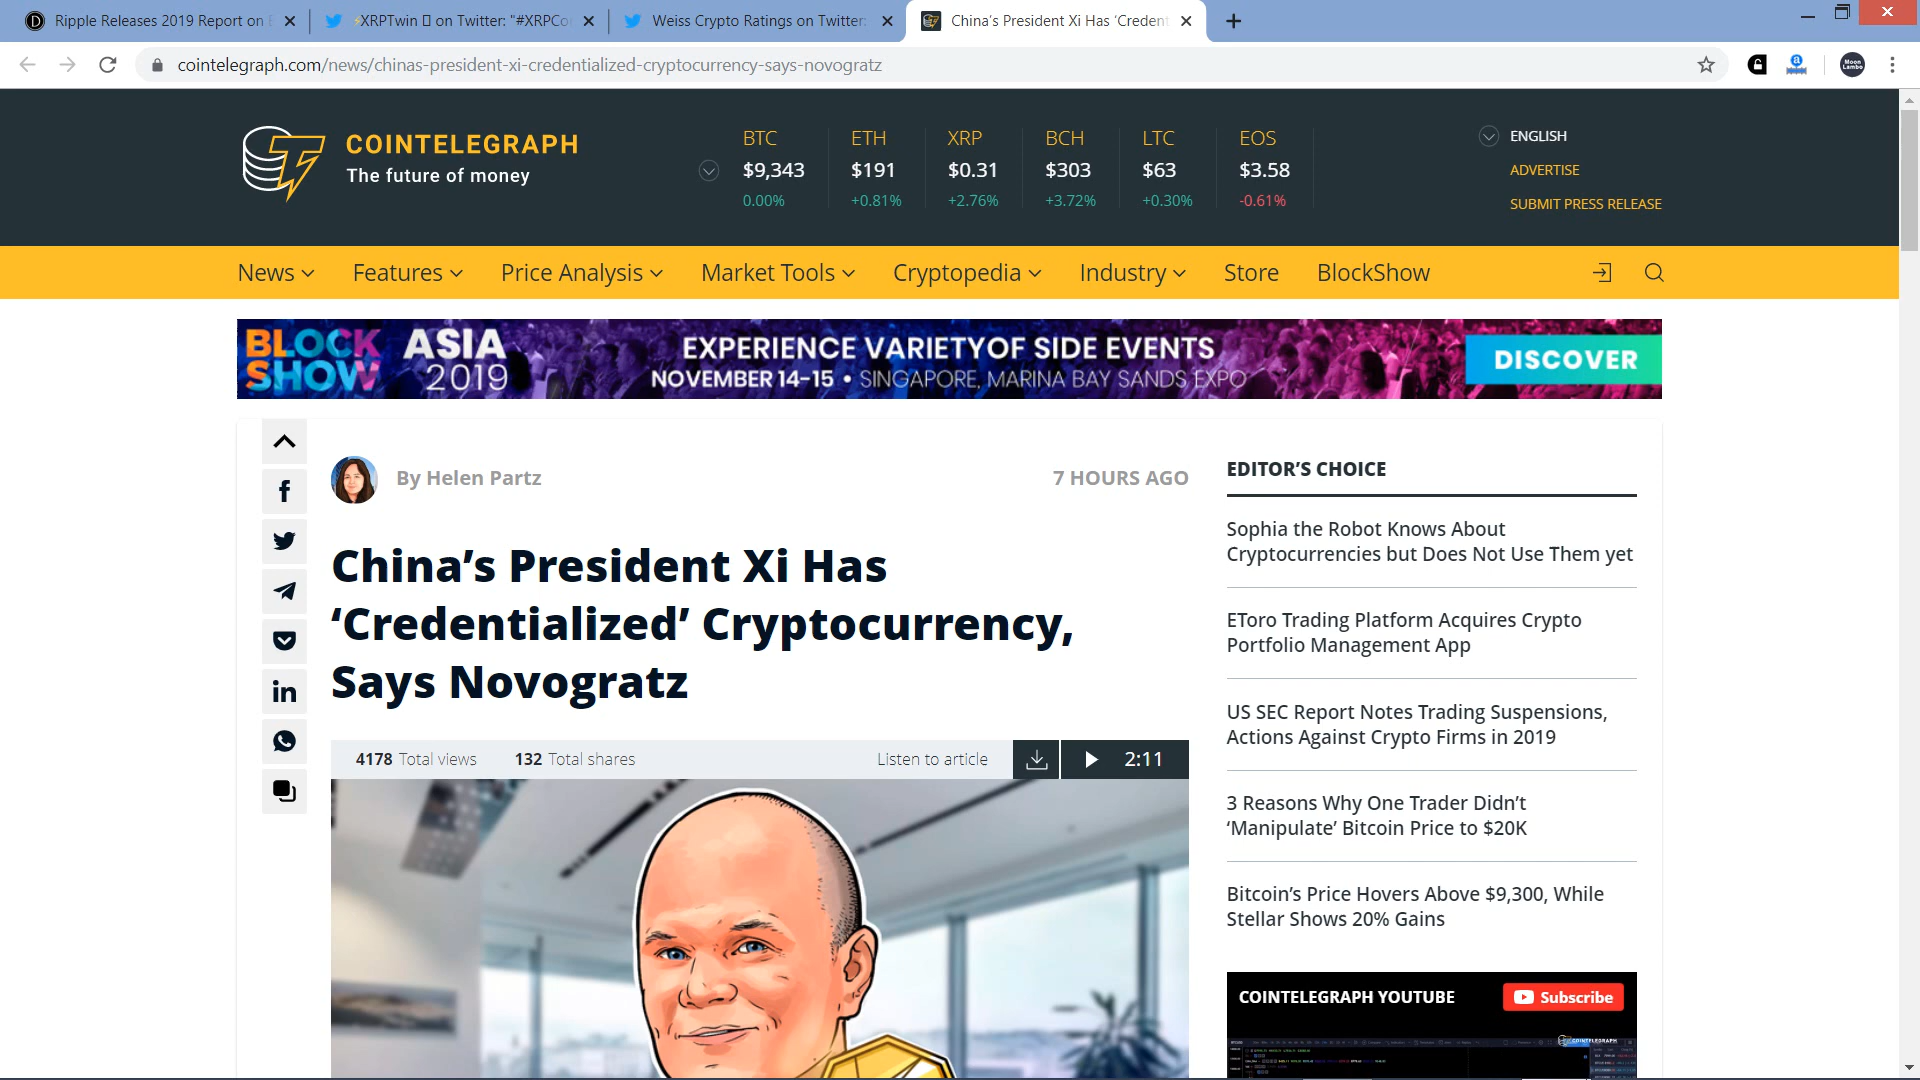 Ripple Releases 2019 Report on
XRPTwin on Twitter: "#XRPCo
Weiss Crypto Ratings on Twitter:
China's President Xi Has 'Creden
cointelegraph.com/news/chinas-president-xi-credentialized-cryptocurrency-says-novogratz
Moon Lambo
COINTELEGRAPH
The future of money
BTC ETH XRP BCH LTC EOS
$9,343 $191 $0.31 $303 $63 $3.58
0.00% +0.81% +2.76% +3.72% +0.30% -0.61%
ENGLISH
ADVERTISE
SUBMIT PRESS RELEASE
News Features Price Analysis Market Tools Cryptopedia Industry Store BlockShow
BLOCK SHOW
ASIA 2019
EXPERIENCE VARIETYOF SIDE EVENTS
NOVEMBER 14-15 • SINGAPORE, MARINA BAY SANDS EXPO
DISCOVER
By Helen Partz
7 HOURS AGO
China’s President Xi Has
‘Credentialized’ Cryptocurrency,
Says Novogratz
4178 Total views 132 Total shares Listen to article 2:11
EDITOR’S CHOICE
Sophia the Robot Knows About
Cryptocurrencies but Does Not Use Them yet
EToro Trading Platform Acquires Crypto
Portfolio Management App
US SEC Report Notes Trading Suspensions,
Actions Against Crypto Firms in 2019
3 Reasons Why One Trader Didn’t
‘Manipulate’ Bitcoin Price to $20K
Bitcoin’s Price Hovers Above $9,300, While
Stellar Shows 20% Gains
COINTELEGRAPH YOUTUBE
Subscribe
COINTELEGRAPH